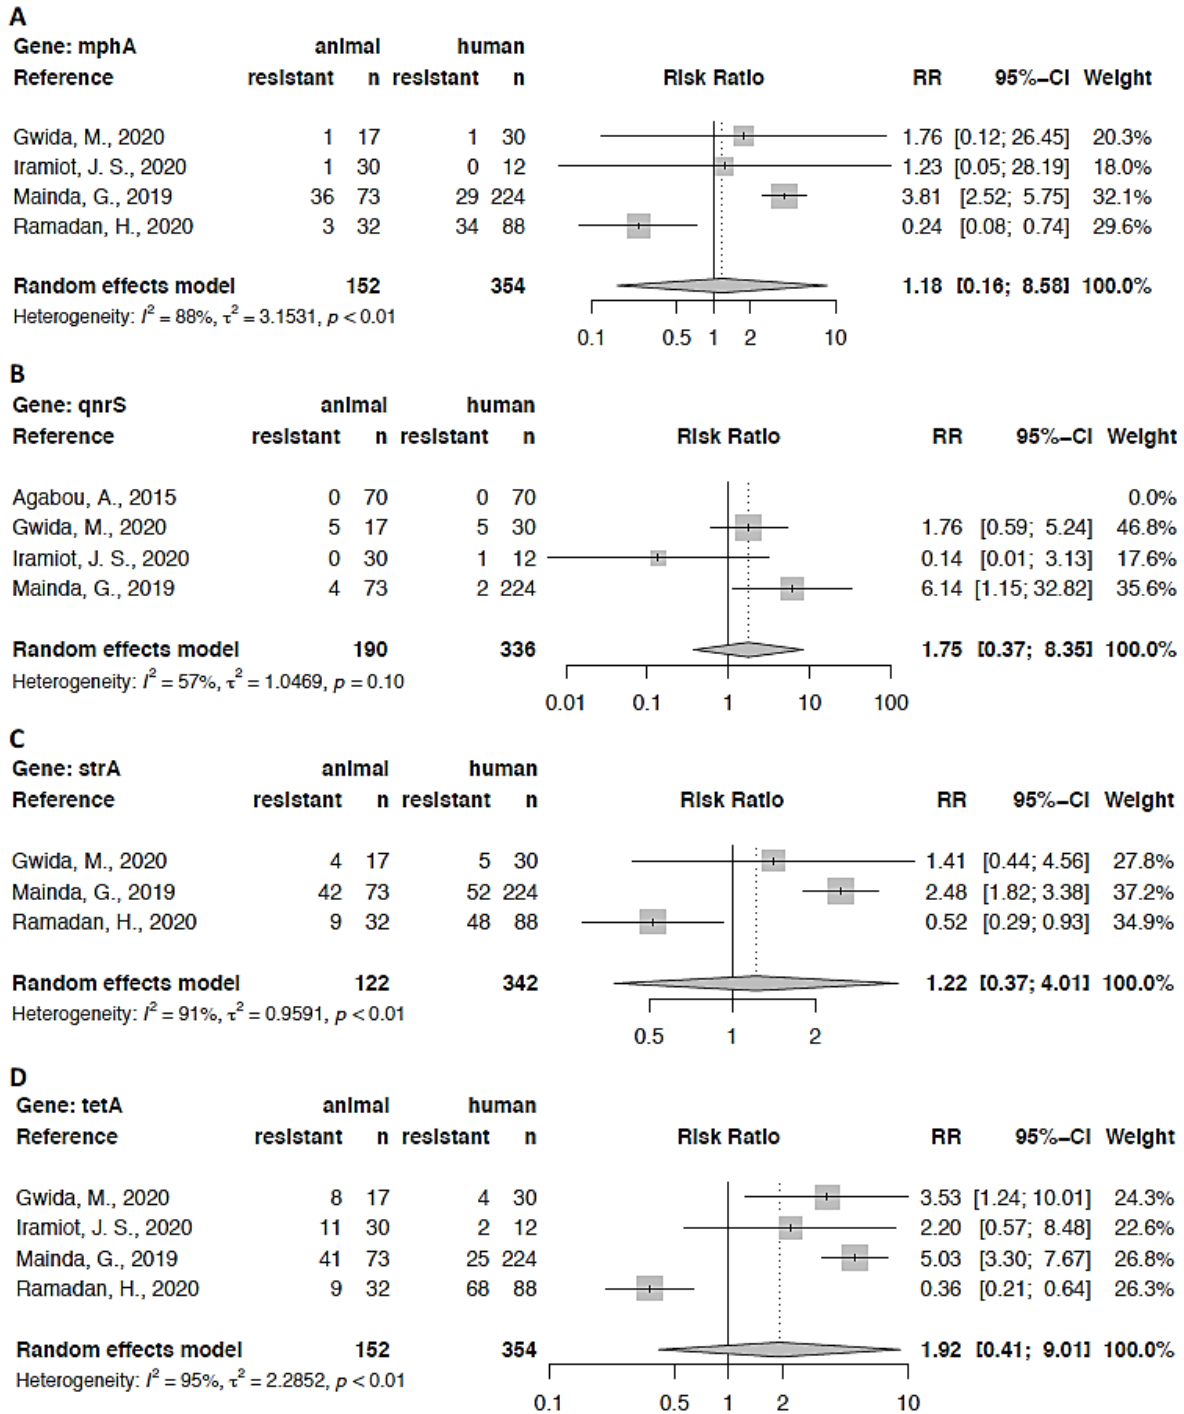 A
Gene: mphA animal human
Reference resistant n resistant n Risk Ratio RR 95%−CI Weight
Gwida, M., 2020 1 17 1 30 1.76 [0.12; 26.45] 20.3%
Iramiot, J. S., 2020 1 30 0 12 1.23 [0.05; 28.19] 18.0%
Mainda, G., 2019 36 73 29 224 3.81 [2.52; 5.75] 32.1%
Ramadan, H., 2020 3 32 34 88 0.24 [0.08; 0.74] 29.6%
Random effects model 152 354 1.18 [0.16; 8.58] 100.0%
Heterogeneity: I² = 88%, τ² = 3.1531, p < 0.01
0.1 0.5 1 2 10
B
Gene: qnrS animal human
Reference resistant n resistant n Risk Ratio RR 95%−CI Weight
Agabou, A., 2015 0 70 0 70 0.0%
Gwida, M., 2020 5 17 5 30 1.76 [0.59; 5.24] 46.8%
Iramiot, J. S., 2020 0 30 1 12 0.14 [0.01; 3.13] 17.6%
Mainda, G., 2019 4 73 2 224 6.14 [1.15; 32.82] 35.6%
Random effects model 190 336 1.75 [0.37; 8.35] 100.0%
Heterogeneity: I² = 57%, τ² = 1.0469, p = 0.10
0.01 0.1 1 10 100
C
Gene: strA animal human
Reference resistant n resistant n Risk Ratio RR 95%−CI Weight
Gwida, M., 2020 4 17 5 30 1.41 [0.44; 4.56] 27.8%
Mainda, G., 2019 42 73 52 224 2.48 [1.82; 3.38] 37.2%
Ramadan, H., 2020 9 32 48 88 0.52 [0.29; 0.93] 34.9%
Random effects model 122 342 1.22 [0.37; 4.01] 100.0%
Heterogeneity: I² = 91%, τ² = 0.9591, p < 0.01
0.5 1 2
D
Gene: tetA animal human
Reference resistant n resistant n Risk Ratio RR 95%−CI Weight
Gwida, M., 2020 8 17 4 30 3.53 [1.24; 10.01] 24.3%
Iramiot, J. S., 2020 11 30 2 12 2.20 [0.57; 8.48] 22.6%
Mainda, G., 2019 41 73 25 224 5.03 [3.30; 7.67] 26.8%
Ramadan, H., 2020 9 32 68 88 0.36 [0.21; 0.64] 26.3%
Random effects model 152 354 1.92 [0.41; 9.01] 100.0%
Heterogeneity: I² = 95%, τ² = 2.2852, p < 0.01
0.1 0.5 1 2 10